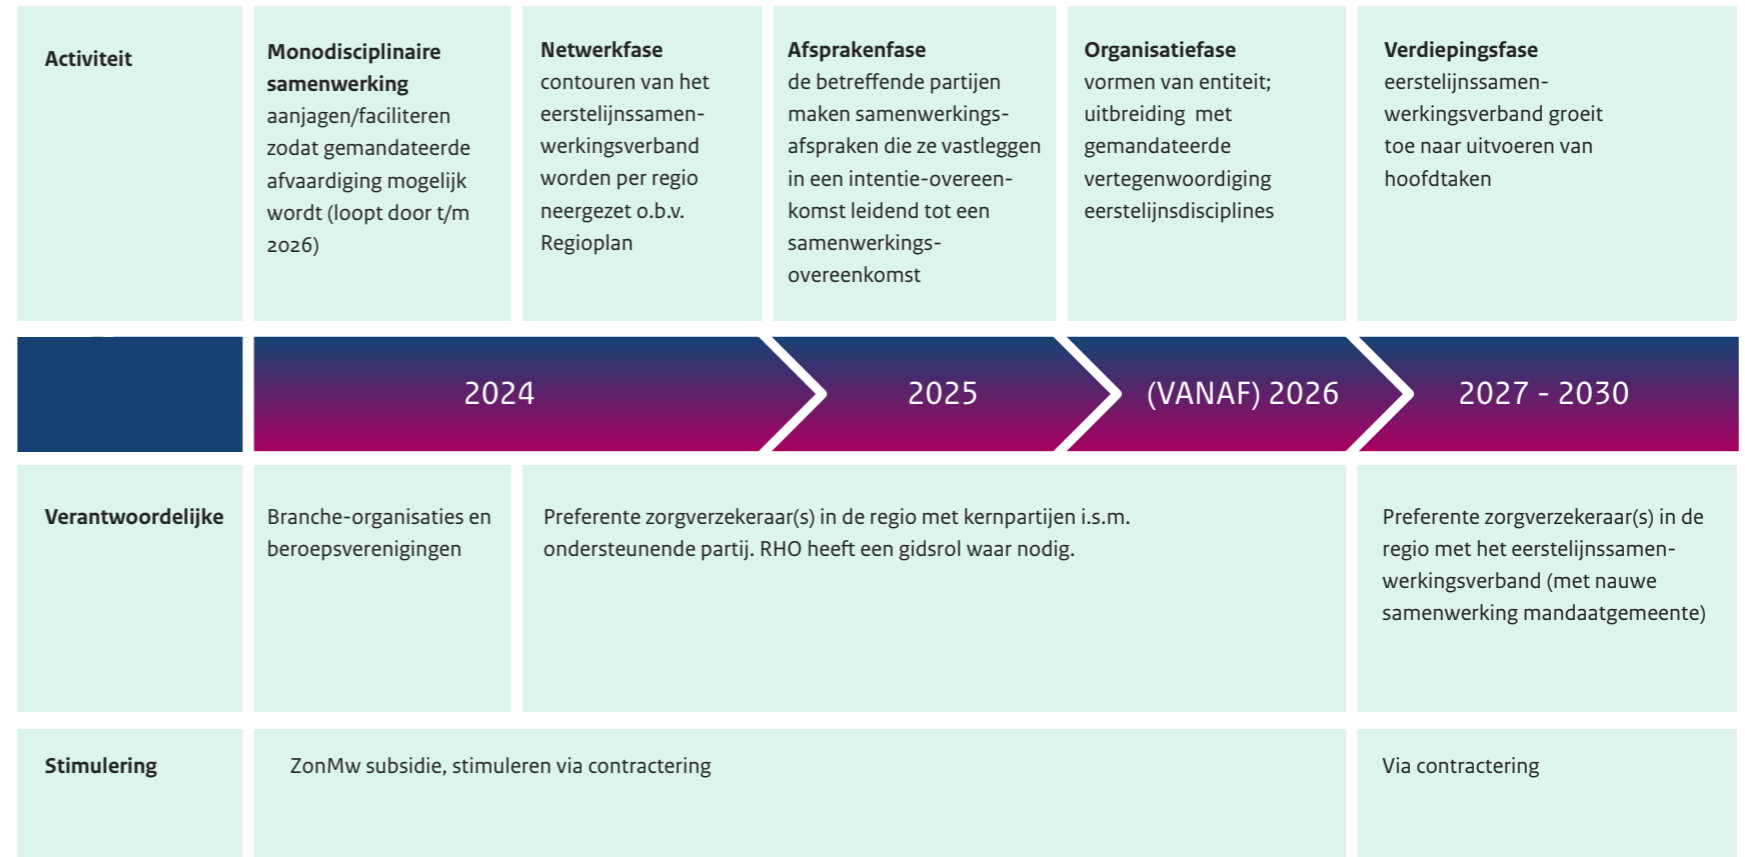 Activiteit
Monodisciplinaire
samenwerking
aanjagen/faciliteren
zodat gemandateerde
afvaardiging mogelijk
wordt (loopt door t/m
2026)
Netwerkfase
contouren van het
eerstelijnssamen-
werkingsverband
worden per regio
neergezet o.b.v.
Regioplan
Afsprakenfase
de betreffende partijen
maken samenwerkings-
afspraken die ze vastleggen
in een intentie-overeen-
komst leidend tot een
samenwerkings-
overeenkomst
Organisatiefase
vormen van entiteit;
uitbreiding met
gemandateerde
vertegenwoordiging
eerstelijnsdisciplines
Verdiepingsfase
eerstelijnssamen-
werkingsverband groeit
toe naar uitvoeren van
hoofdtaken
2024
2025
(VANAF) 2026
2027 - 2030
Verantwoordelijke
Branche-organisaties en
beroepsverenigingen
Preferente zorgverzekeraar(s) in de regio met kernpartijen i.s.m.
ondersteunende partij. RHO heeft een gidsrol waar nodig.
Preferente zorgverzekeraar(s) in de
regio met het eerstelijnssamen-
werkingsverband (met nauwe
samenwerking mandaatgemeente)
Stimulering
ZonMw subsidie, stimuleren via contractering
Via contractering